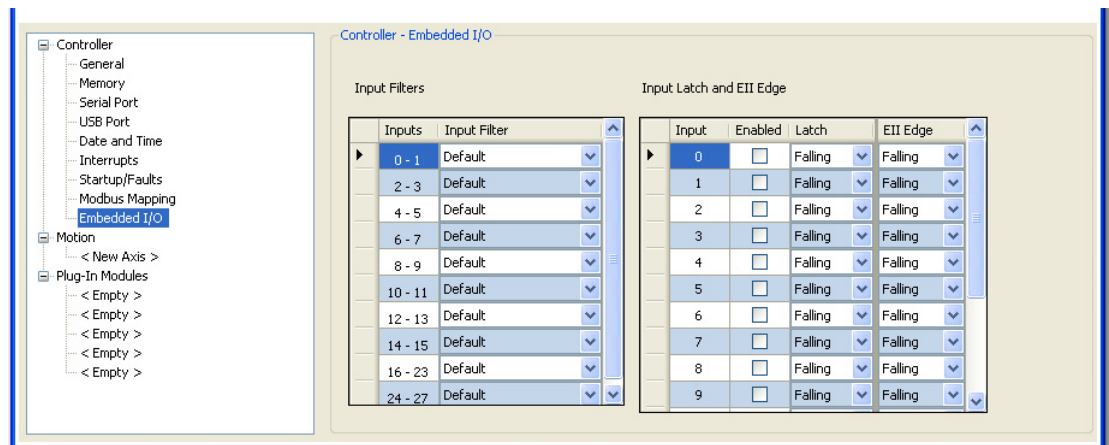 Controller
General
Memory
Serial Port
USB Port
Date and Time
Interrupts
Startup/Faults
Modbus Mapping
Embedded I/O
Motion
< New Axis >
Plug-In Modules
< Empty >
< Empty >
< Empty >
< Empty >
< Empty >
Controller - Embedded I/O
Input Filters
Inputs Input Filter
0 - 1 Default
2 - 3 Default
4 - 5 Default
6 - 7 Default
8 - 9 Default
10 - 11 Default
12 - 13 Default
14 - 15 Default
16 - 23 Default
24 - 27 Default
Input Latch and EII Edge
Input Enabled Latch EII Edge
0 Falling Falling
1 Falling Falling
2 Falling Falling
3 Falling Falling
4 Falling Falling
5 Falling Falling
6 Falling Falling
7 Falling Falling
8 Falling Falling
9 Falling Falling